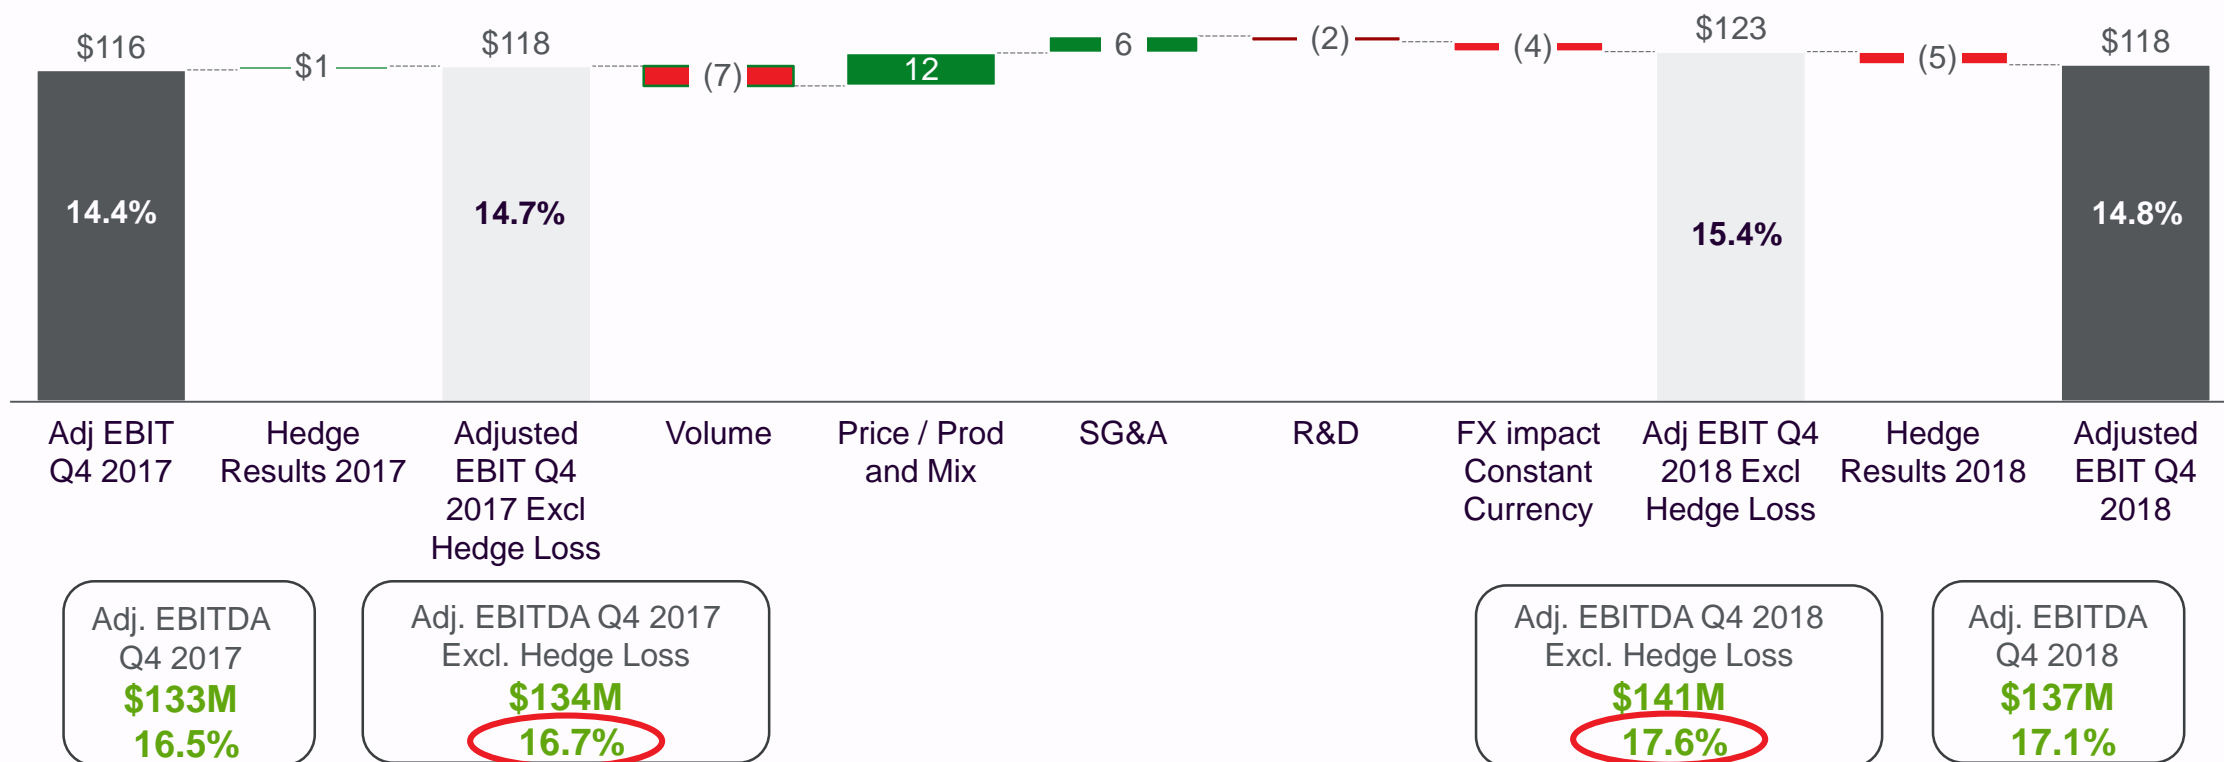 $116
$1
$118
(7)
12
6
(2)
(4)
$123
(5)
$118
14.4%
14.7%
15.4%
14.8%
Adj EBIT
Q4 2017
Hedge
Results 2017
Adjusted
EBIT Q4
2017 Excl
Hedge Loss
Volume
Price / Prod
and Mix
SG&A
R&D
FX impact
Constant
Currency
Adj EBIT Q4
2018 Excl
Hedge Loss
Hedge
Results 2018
Adjusted
EBIT Q4
2018
Adj. EBITDA
Q4 2017
$133M
16.5%
Adj. EBITDA Q4 2017
Excl. Hedge Loss
$134M
16.7%
Adj. EBITDA Q4 2018
Excl. Hedge Loss
$141M
17.6%
Adj. EBITDA
Q4 2018
$137M
17.1%